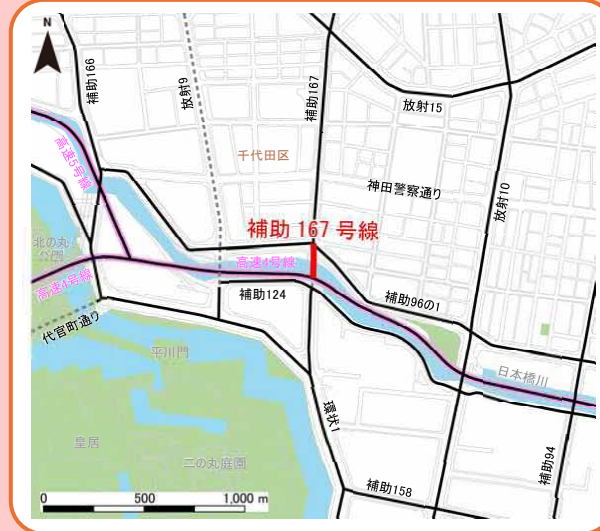 N
補助166
放射9
補助167
放射15
高速5号線
千代田区
神田警察通り
放射10
補助 167 号線
北の丸
公園
高速4号線
高速4号線
補助124
補助96の1
代官町通り
平川門
日本橋川
環状1
皇居
二の丸庭園
補助94
補助158
0 500 1,000 m